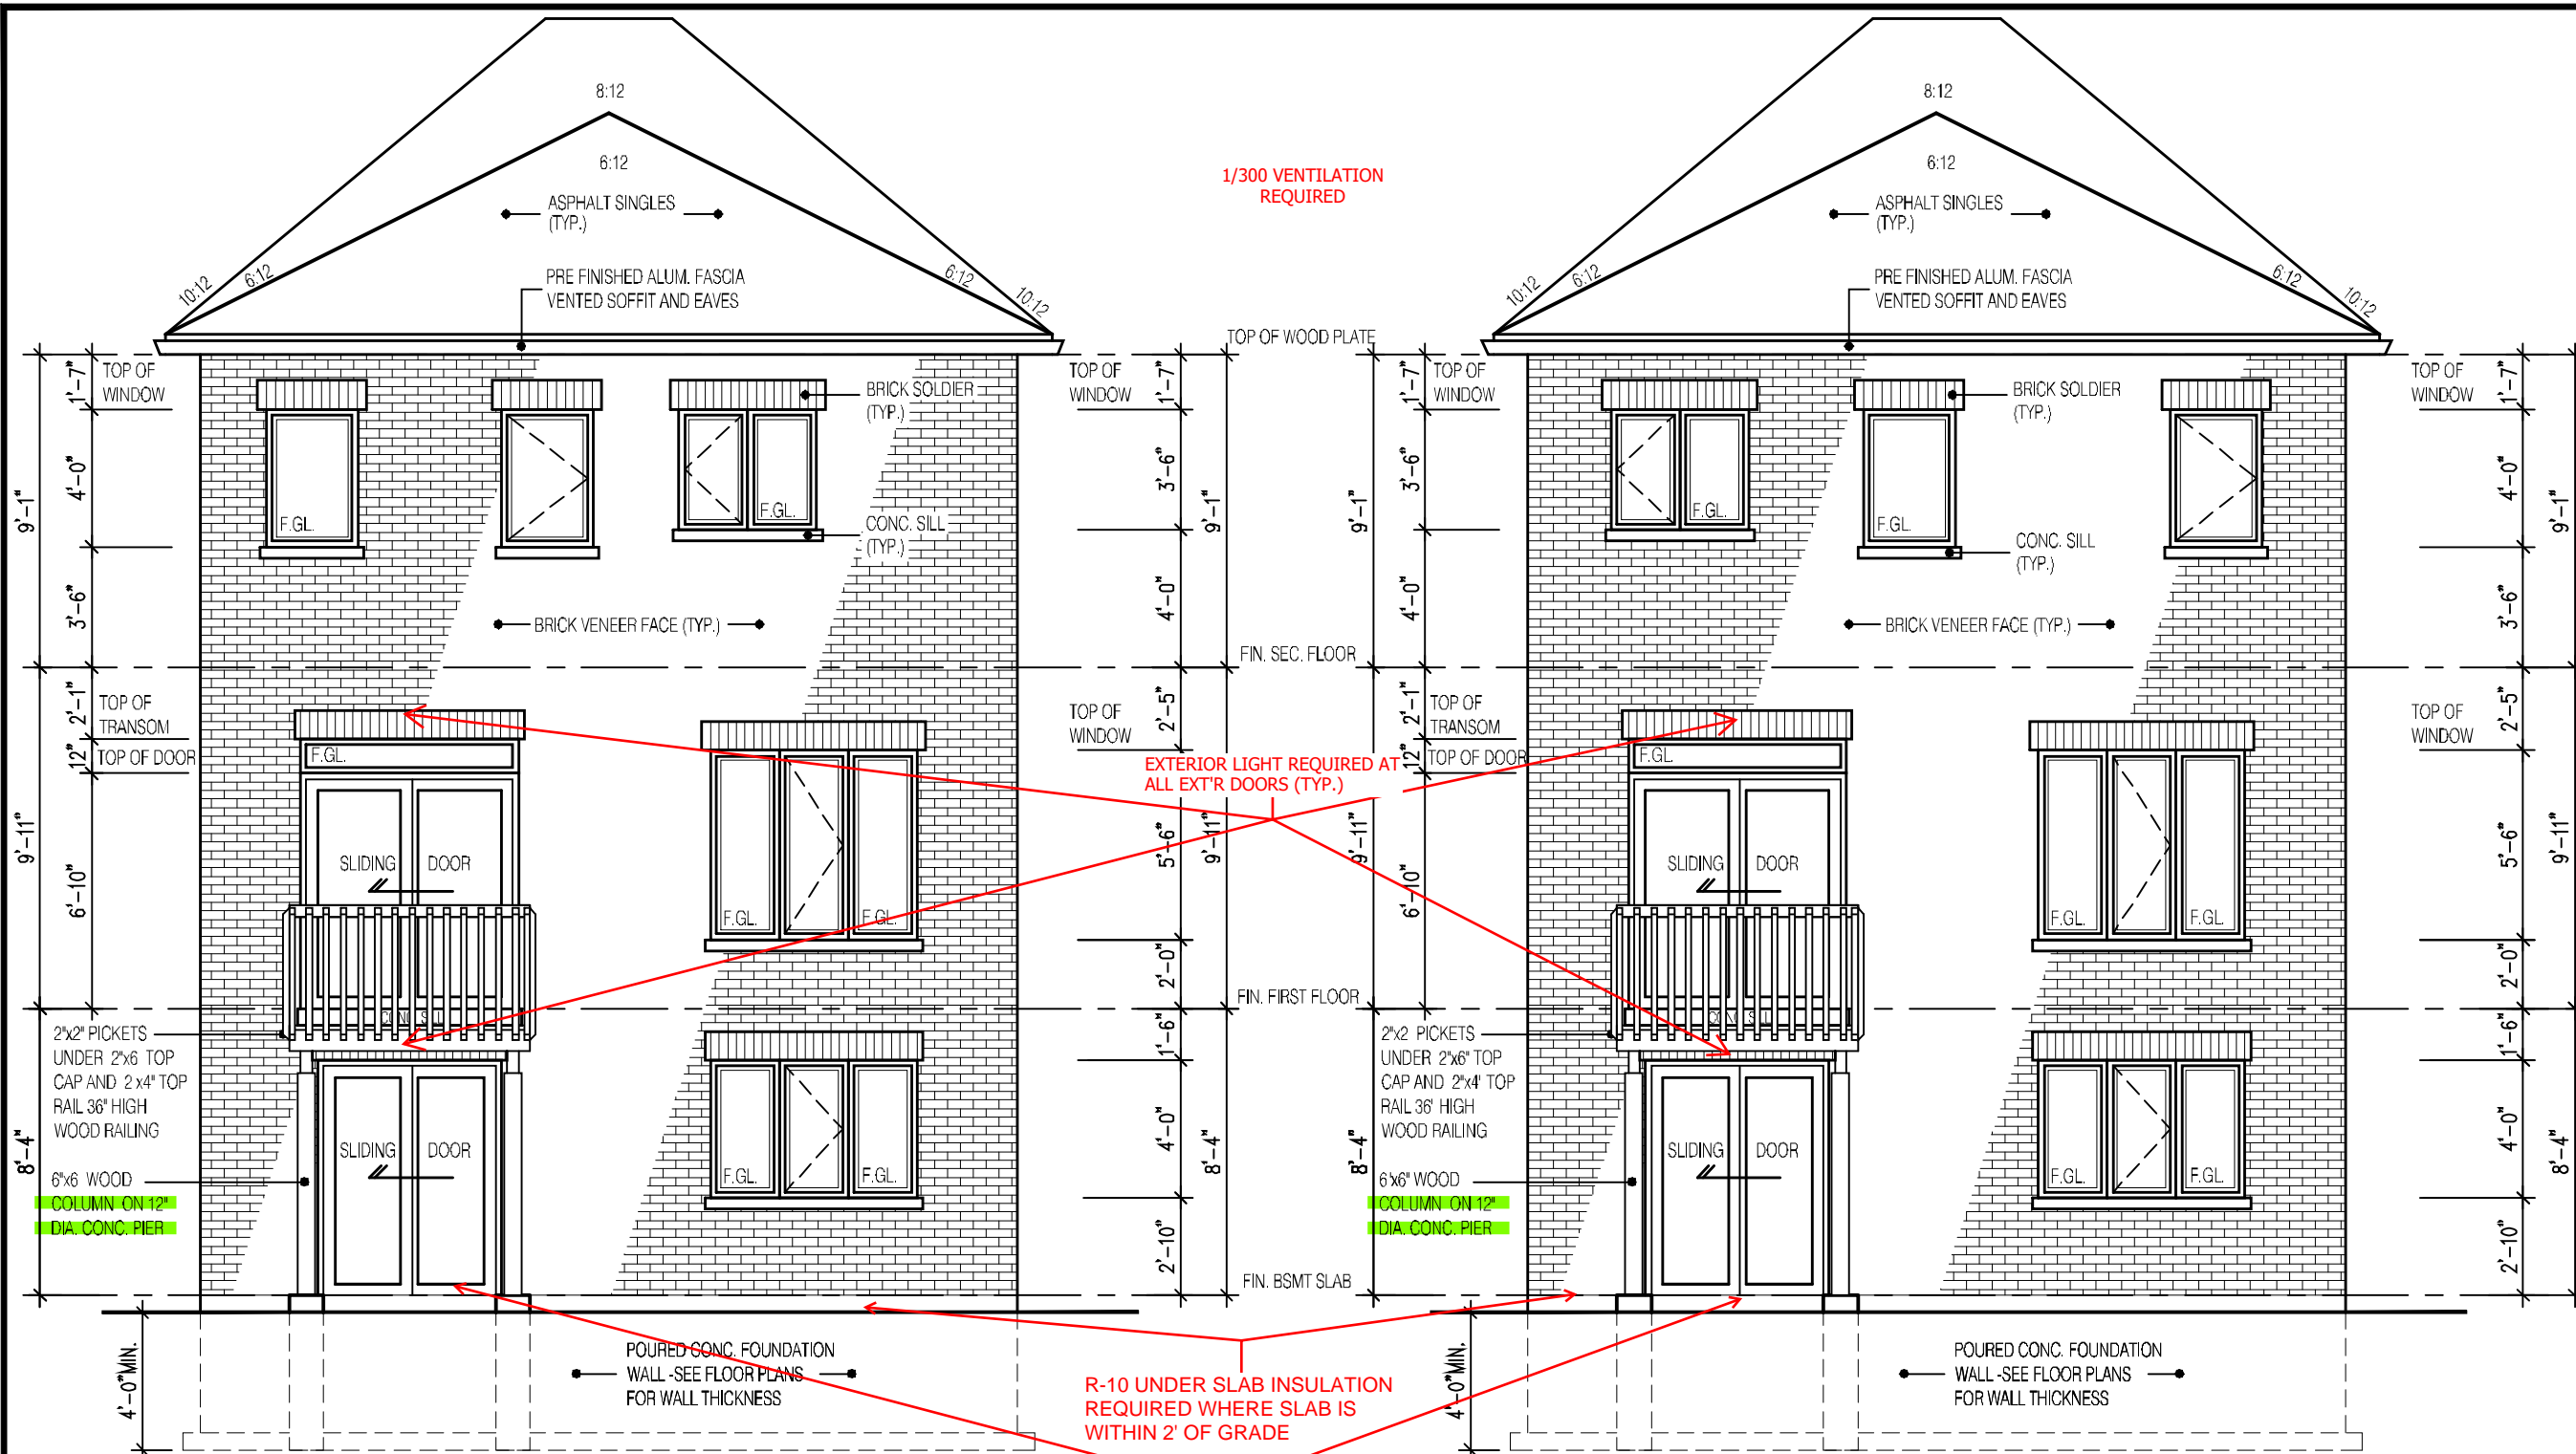 8:12
6:12
ASPHALT SINGLES
(TYP.)
PRE FINISHED ALUM. FASCIA
VENTED SOFFIT AND EAVES
10:12
6:12
6:12
10:12
1/300 VENTILATION
REQUIRED
8:12
6:12
ASPHALT SINGLES
(TYP.)
PRE FINISHED ALUM. FASCIA
VENTED SOFFIT AND EAVES
10:12
6:12
6:12
10:12
TOP OF WOOD PLATE
TOP OF
WINDOW
1'-7"
4'-0"
3'-6"
9'-1"
BRICK SOLDIER
(TYP.)
F.GL.
F.GL.
CONC. SILL
(TYP.)
BRICK VENEER FACE (TYP.)
TOP OF
WINDOW
1'-7"
3'-6"
4'-0"
9'-1"
9'-1"
1'-7"
3'-6"
4'-0"
TOP OF
WINDOW
BRICK SOLDIER
(TYP.)
F.GL.
F.GL.
CONC. SILL
(TYP.)
BRICK VENEER FACE (TYP.)
TOP OF
WINDOW
1'-7"
4'-0"
3'-6"
9'-1"
FIN. SEC. FLOOR
2'-1"
TOP OF
TRANSOM
12"
TOP OF DOOR
6'-10"
9'-11"
F.GL.
SLIDING DOOR
F.GL.
F.GL.
TOP OF
WINDOW
2'-5"
5'-6"
2'-0"
9'-11"
EXTERIOR LIGHT REQUIRED AT
ALL EXT'R DOORS (TYP.)
9'-11"
2'-1"
TOP OF
TRANSOM
12"
TOP OF DOOR
6'-10"
F.GL.
SLIDING DOOR
F.GL.
F.GL.
TOP OF
WINDOW
2'-5"
5'-6"
2'-0"
9'-11"
FIN. FIRST FLOOR
2"x2" PICKETS
UNDER 2"x6 TOP
CAP AND 2 x4" TOP
RAIL 36" HIGH
WOOD RAILING
8'-4"
6"x6 WOOD
COLUMN ON 12"
DIA. CONC. PIER
SLIDING DOOR
F.GL.
F.GL.
1'-6"
4'-0"
2'-10"
8'-4"
8'-4"
2"x2 PICKETS
UNDER 2"x6" TOP
CAP AND 2"x4' TOP
RAIL 36' HIGH
WOOD RAILING
6'x6" WOOD
COLUMN ON 12"
DIA. CONC. PIER
SLIDING DOOR
F.GL.
F.GL.
1'-6"
4'-0"
2'-10"
8'-4"
FIN. BSMT SLAB
4'-0"MIN.
POURED CONC. FOUNDATION
WALL -SEE FLOOR PLANS
FOR WALL THICKNESS
R-10 UNDER SLAB INSULATION
REQUIRED WHERE SLAB IS
WITHIN 2' OF GRADE
4'-0"MIN.
POURED CONC. FOUNDATION
WALL -SEE FLOOR PLANS
FOR WALL THICKNESS